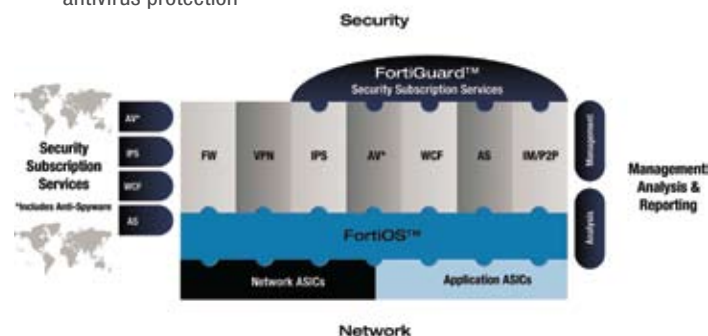 antivirus protection
Security
FortiGuard™
Security Subscription Services
AV*
IPS
WCF
AS
Security
Subscription
Services
*Includes Anti-Spyware
FW
VPN
IPS
AV*
WCF
AS
IM/P2P
Management
Analysis
Management
Analysis &
Reporting
FortiOS™
Network ASICs
Application ASICs
Network